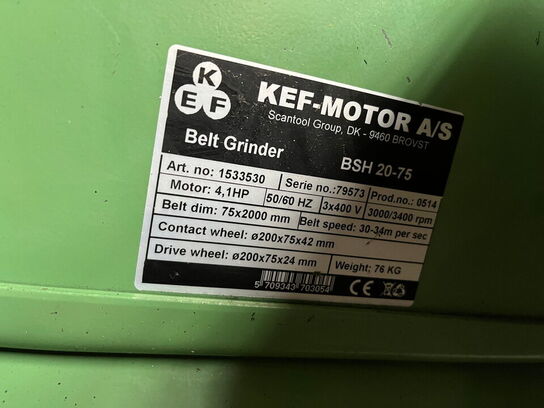 K
E F
KEF-MOTOR A/S
Scantool Group, DK - 9460 BROVST
Belt Grinder BSH 20-75
Art. no: 1533530 Serie no.:79573 Prod.no.: 0514
Motor: 4,1HP 50/60 HZ 3x400 V 3000/3400 rpm
Belt dim: 75x2000 mm Belt speed: 30-34m per sec
Contact wheel: ø200x75x42 mm
Drive wheel: ø200x75x24 mm Weight: 76 KG
5 709343 703054 CE